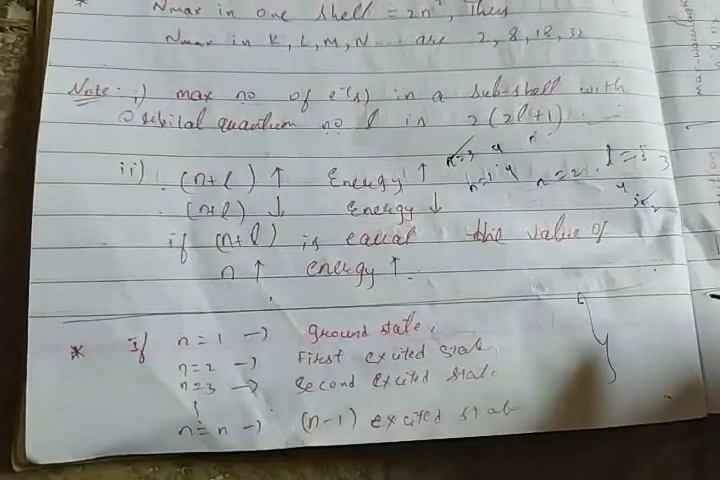 * Nmax in one shell = 2n², Thus
Nmax in K, L, M, N... are 2, 8, 18, 32
Note :- i) max no of e⁻(s) in a sub-shell with
orbital quantum no l is 2(2l+1)
ii) (n+l) ↑ Energy ↑
(n+l) ↓ Energy ↓
if (n+l) is equal the value of
n ↑ energy ↑.
* If n = 1 → ground state,
n=2 → First excited state
n=3 → Second excited state
n=n → (n-1) excited state